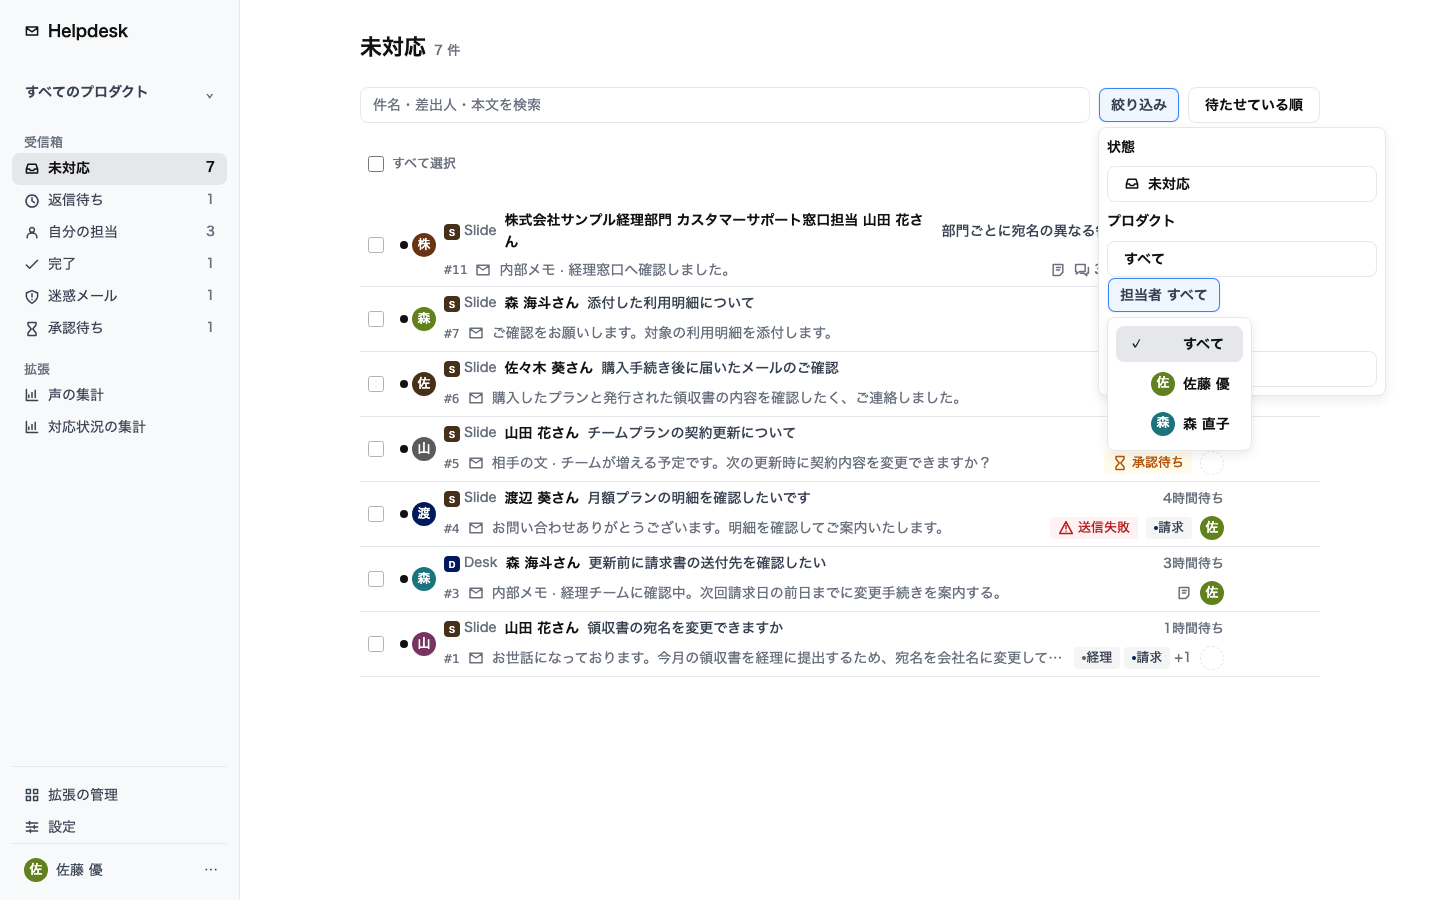 Helpdesk
すべてのプロダクト
受信箱
未対応 7
返信待ち 1
自分の担当 3
完了 1
迷惑メール 1
承認待ち 1
拡張
声の集計
対応状況の集計
拡張の管理
設定
佐 佐藤 優 …
未対応 7 件
件名・差出人・本文を検索
絞り込み
待たせている順
すべて選択
株 S Slide 株式会社サンプル経理部門 カスタマーサポート窓口担当 山田 花さ
ん
部門ごとに宛名の異なる
#11 内部メモ · 経理窓口へ確認しました。
森 S Slide 森 海斗さん 添付した利用明細について
#7 ご確認をお願いします。対象の利用明細を添付します。
佐 S Slide 佐々木 葵さん 購入手続き後に届いたメールのご確認
#6 購入したプランと発行された領収書の内容を確認したく、ご連絡しました。
山 S Slide 山田 花さん チームプランの契約更新について
#5 相手の文 · チームが増える予定です。次の更新時に契約内容を変更できますか？ 承認待ち
渡 S Slide 渡辺 葵さん 月額プランの明細を確認したいです 4時間待ち
#4 お問い合わせありがとうございます。明細を確認してご案内いたします。 送信失敗 •請求 佐
森 D Desk 森 海斗さん 更新前に請求書の送付先を確認したい 3時間待ち
#3 内部メモ · 経理チームに確認中。次回請求日の前日までに変更手続きを案内する。 佐
山 S Slide 山田 花さん 領収書の宛名を変更できますか 1時間待ち
#1 お世話になっております。今月の領収書を経理に提出するため、宛名を会社名に変更して… •経理 •請求 +1
状態
未対応
プロダクト
すべて
担当者 すべて
✓ すべて
佐 佐藤 優
森 森 直子